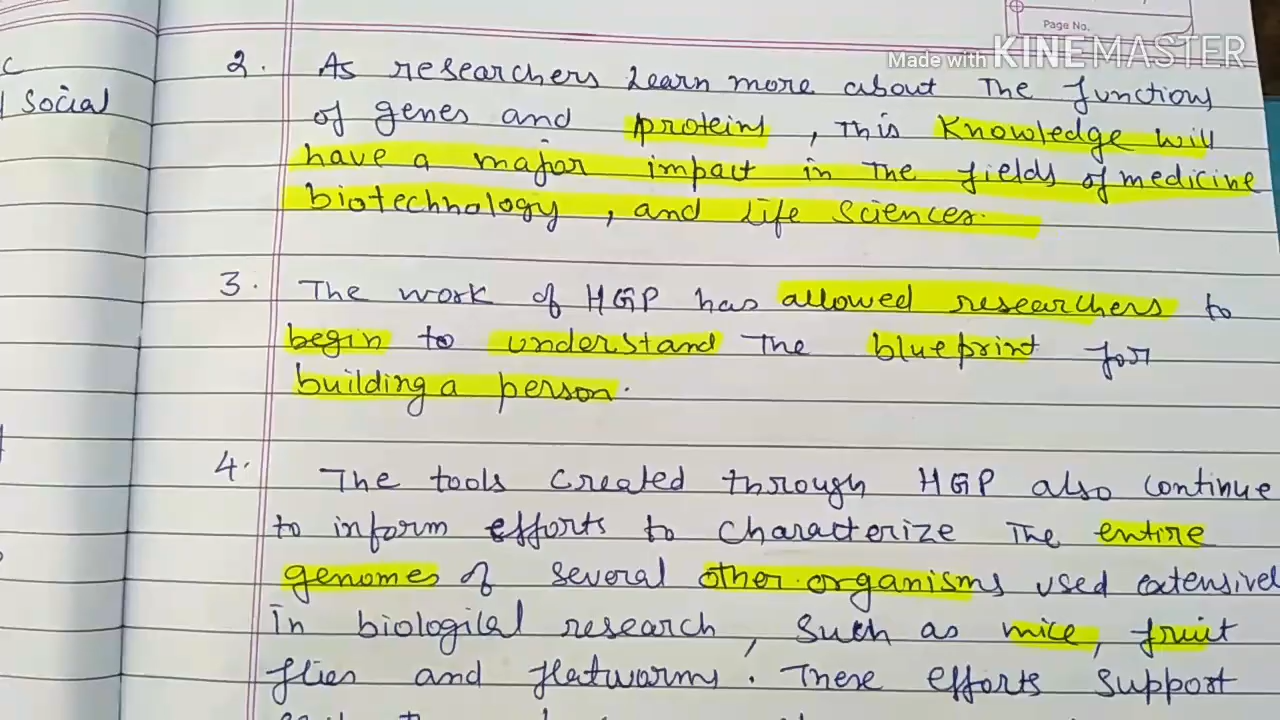 Page No.
Made with KINEMASTER
c
social
2. As researchers learn more about the functions
of genes and proteins, this knowledge will
have a major impact in the fields of medicine
biotechnology, and life sciences.
3. The work of HGP has allowed researchers to
begin to understand the blueprint for
building a person.
4. The tools created through HGP also continue
to inform efforts to characterize the entire
genomes of several other organisms used extensive
in biological research, such as mice, fruit
flies and flatworms. These efforts support